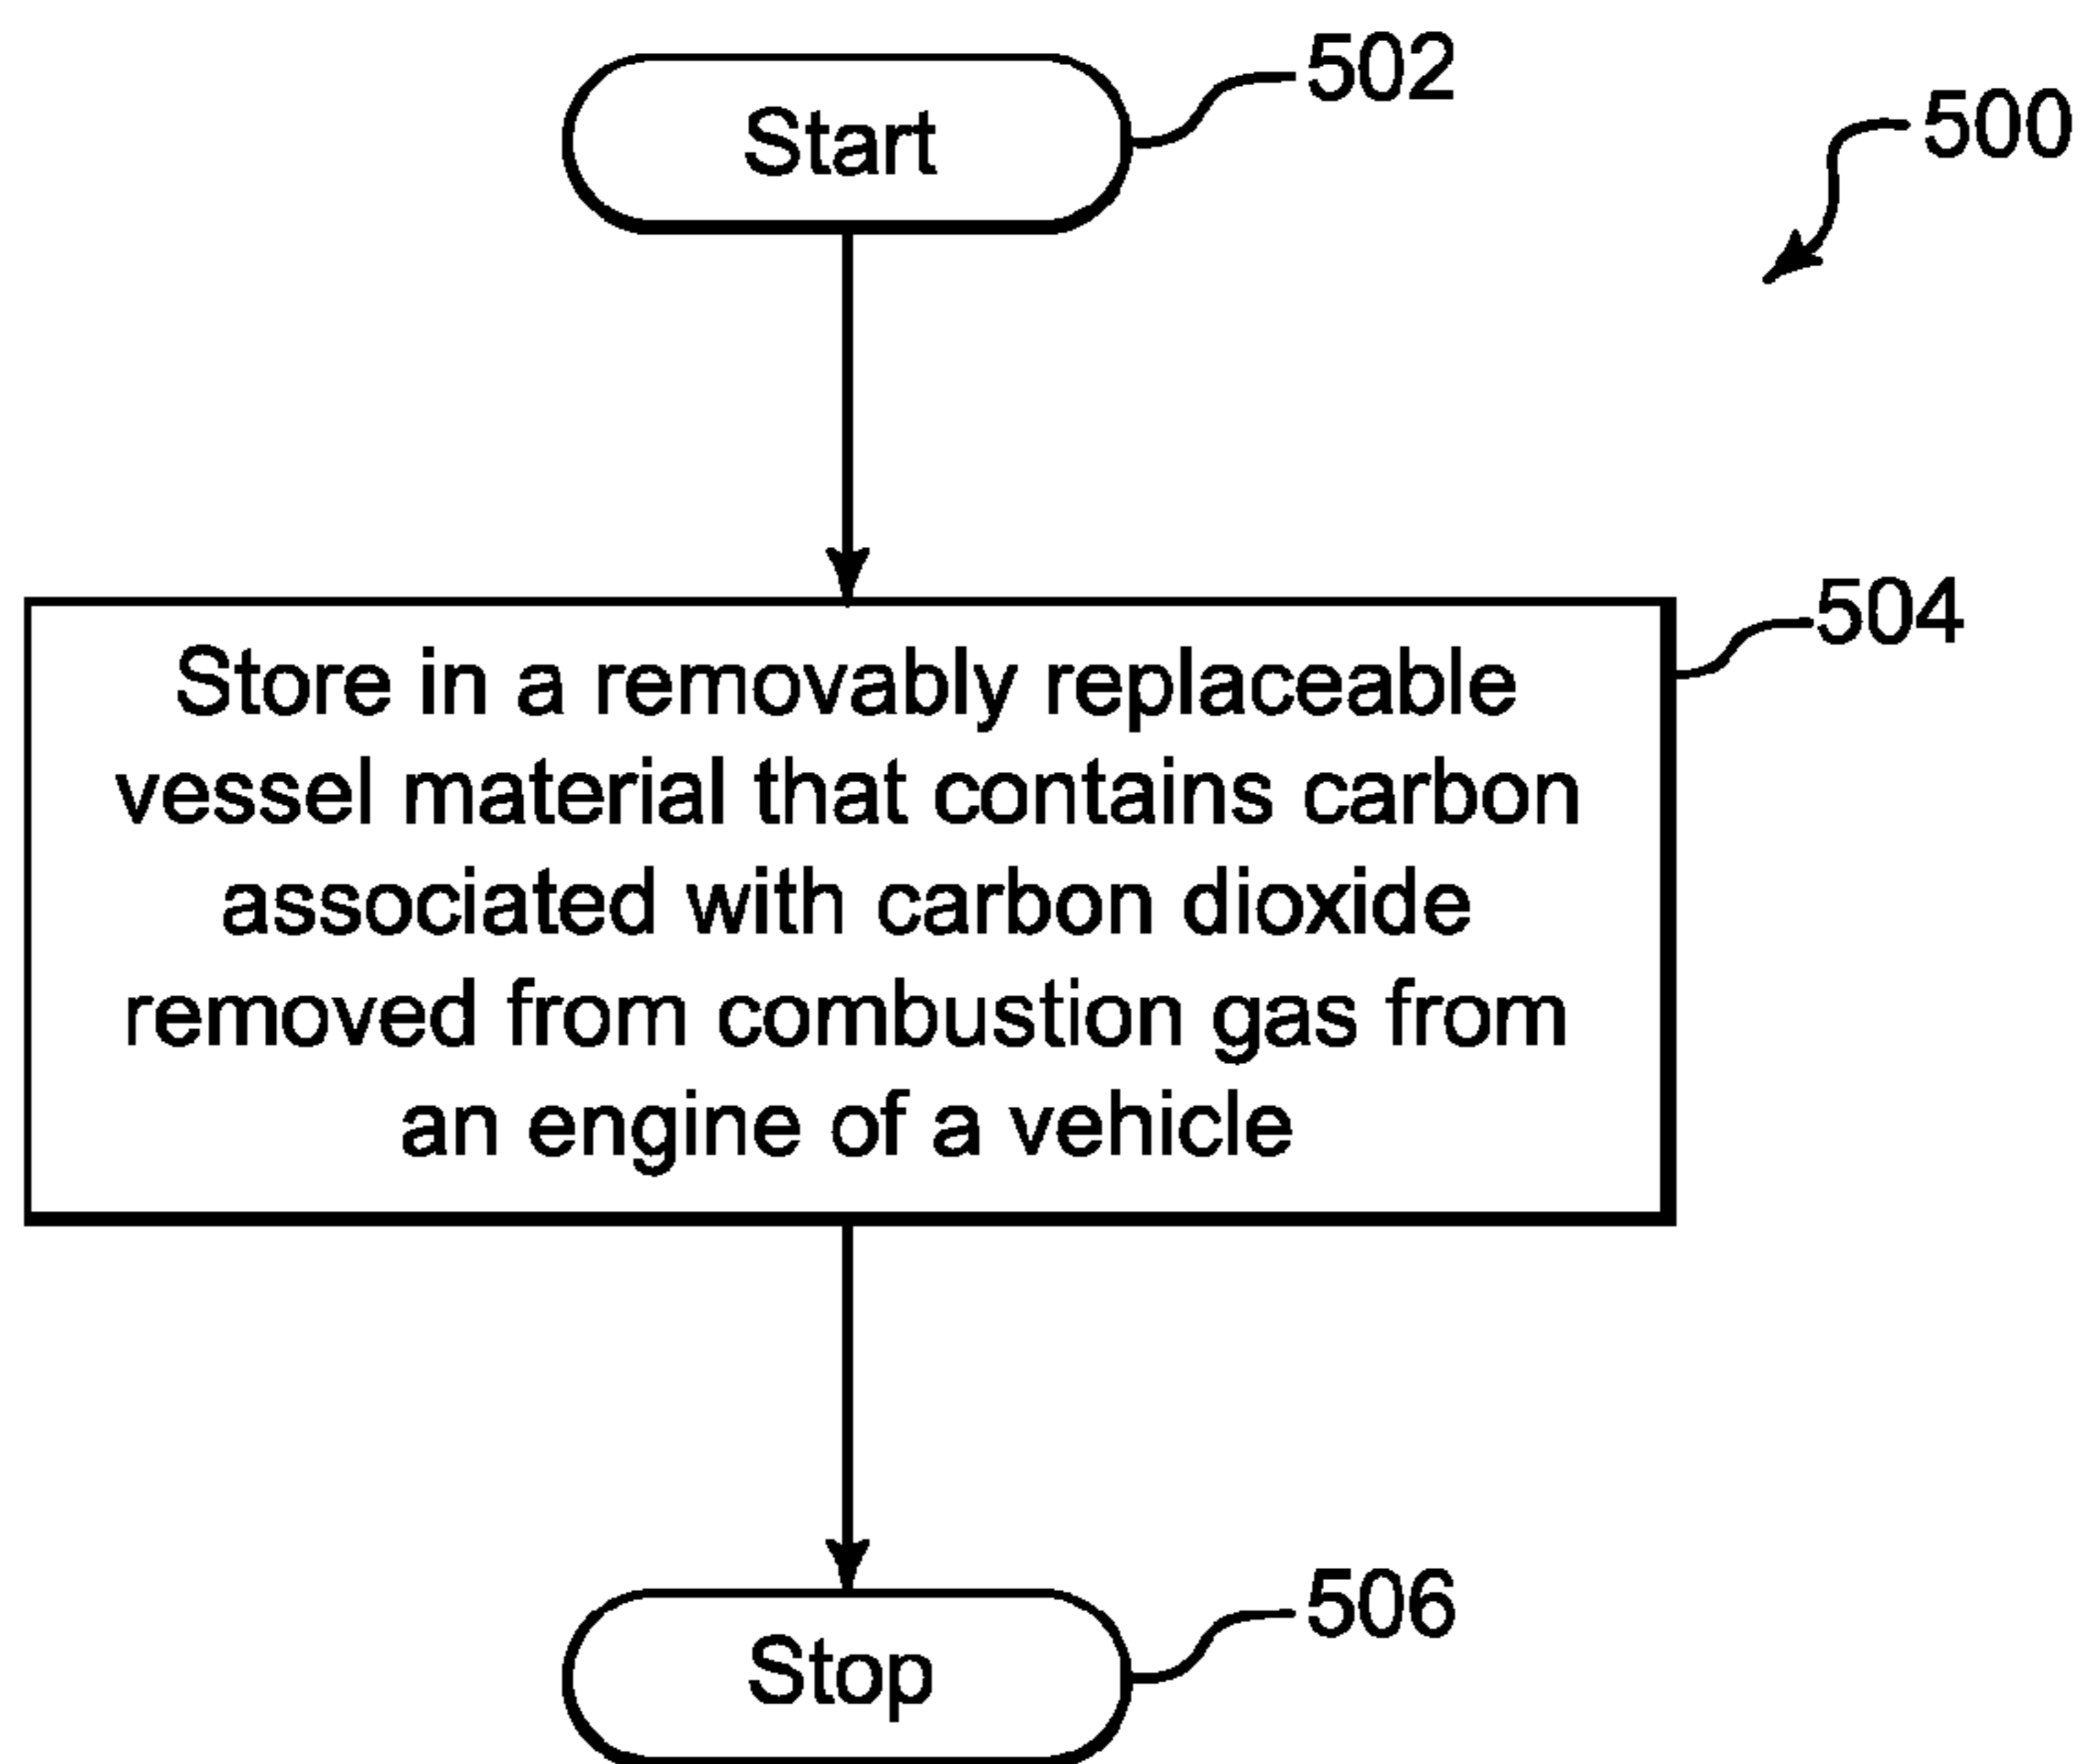 Start
502
500
Store in a removably replaceable
vessel material that contains carbon
associated with carbon dioxide
removed from combustion gas from
an engine of a vehicle
504
Stop
506